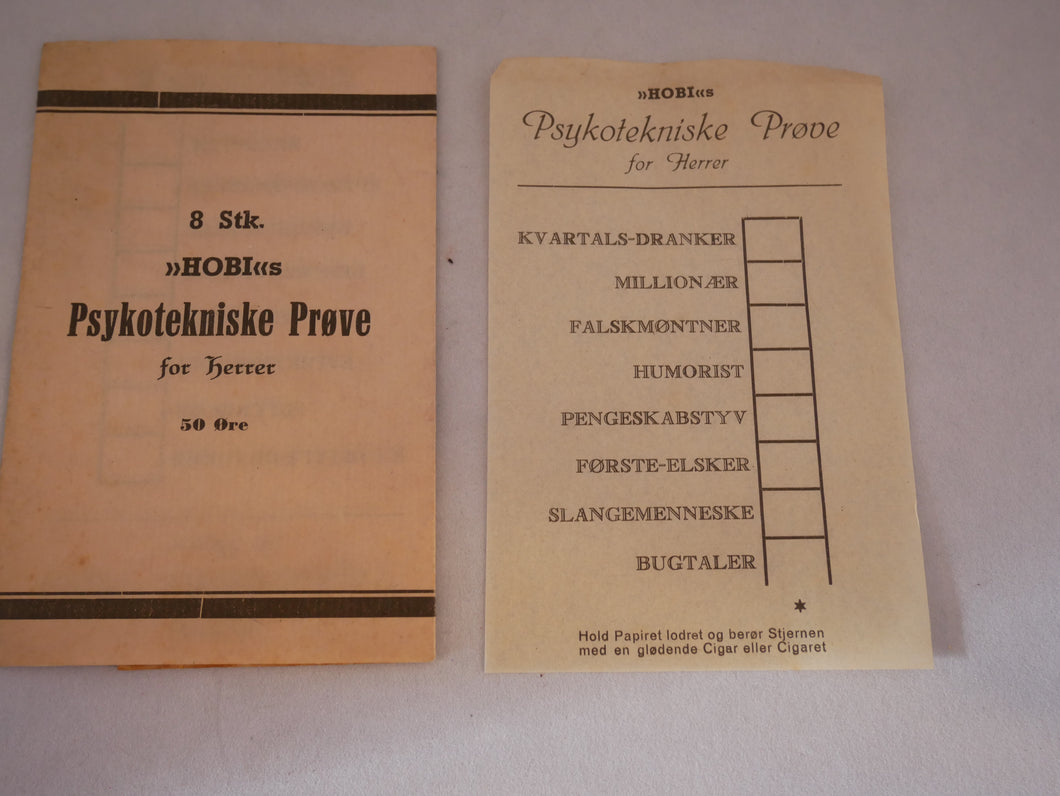 8 Stk.
»HOBI«s
Psykotekniske Prøve
for Herrer
50 Øre
»HOBI«s
Psykotekniske Prøve
for Herrer
KVARTALS-DRANKER
MILLIONÆR
FALSKMØNTNER
HUMORIST
PENGESKABSTYV
FØRSTE-ELSKER
SLANGEMENNESKE
BUGTALER
Hold Papiret lodret og berør Stjernen
med en glødende Cigar eller Cigaret